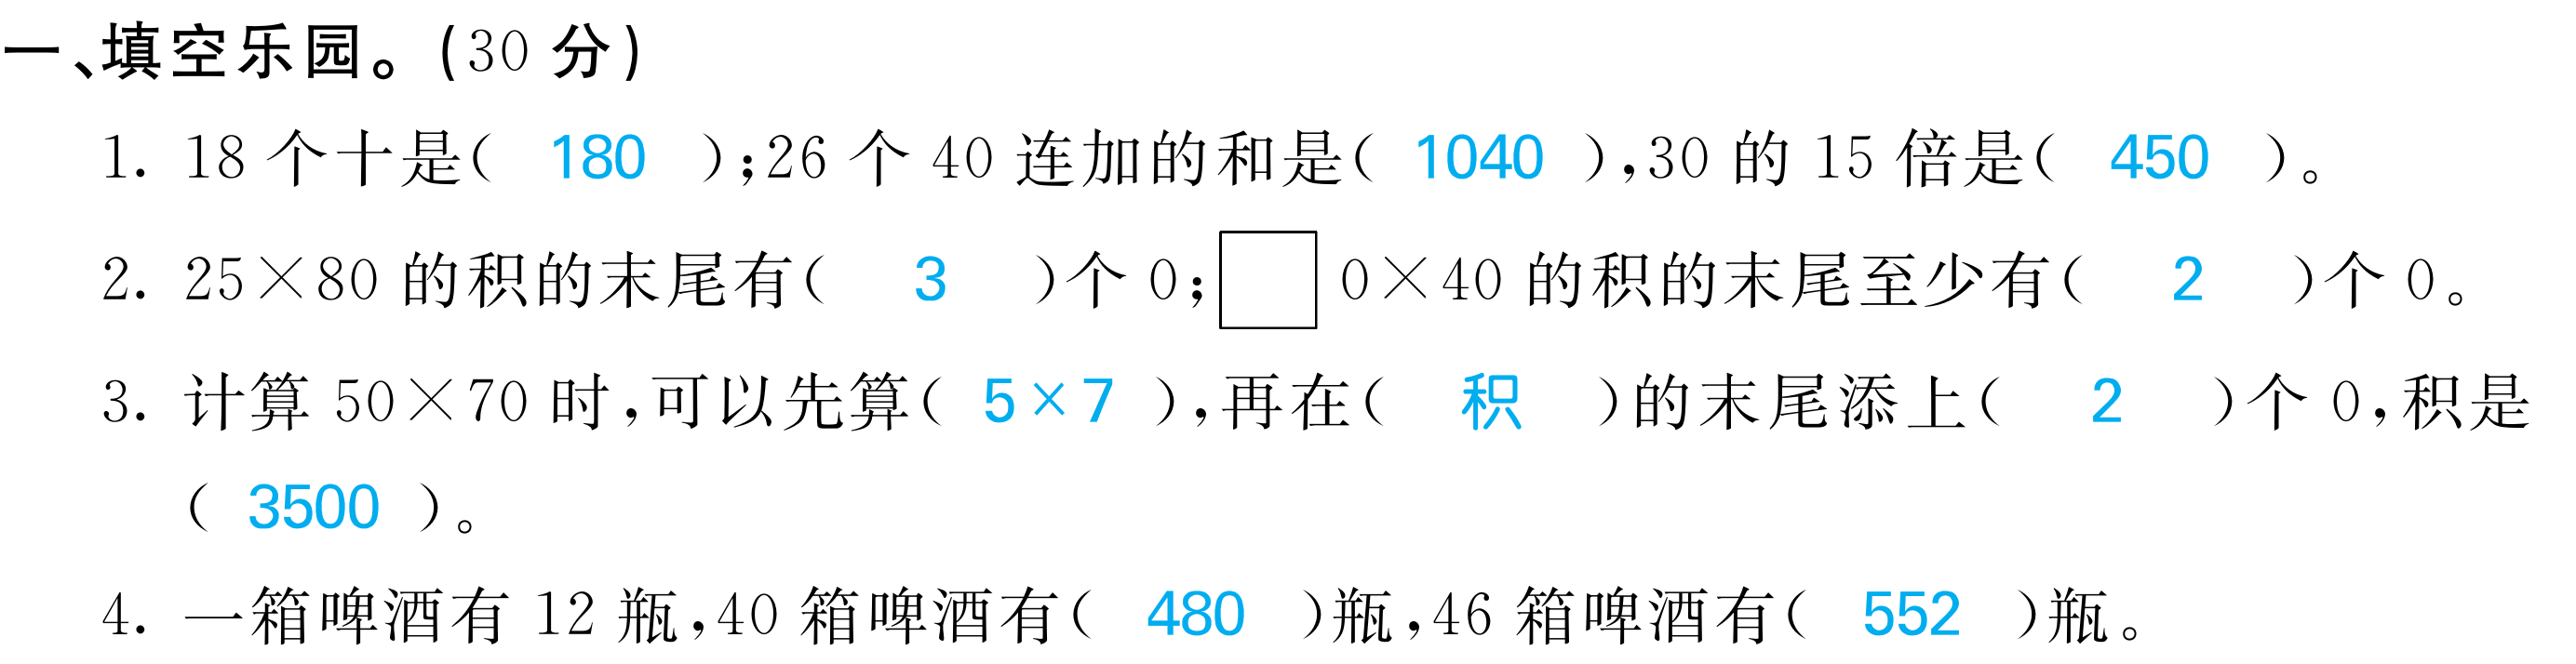 一、填空乐园。(30 分)
1. 18 个十是( 180 );26 个 40 连加的和是( 1040 ),30 的 15 倍是( 450 )。
2. 25×80 的积的末尾有( 3 )个 0;□0×40 的积的末尾至少有( 2 )个 0。
3. 计算 50×70 时,可以先算( 5×7 ),再在( 积 )的末尾添上( 2 )个 0,积是
( 3500 )。
4. 一箱啤酒有 12 瓶,40 箱啤酒有( 480 )瓶,46 箱啤酒有( 552 )瓶。